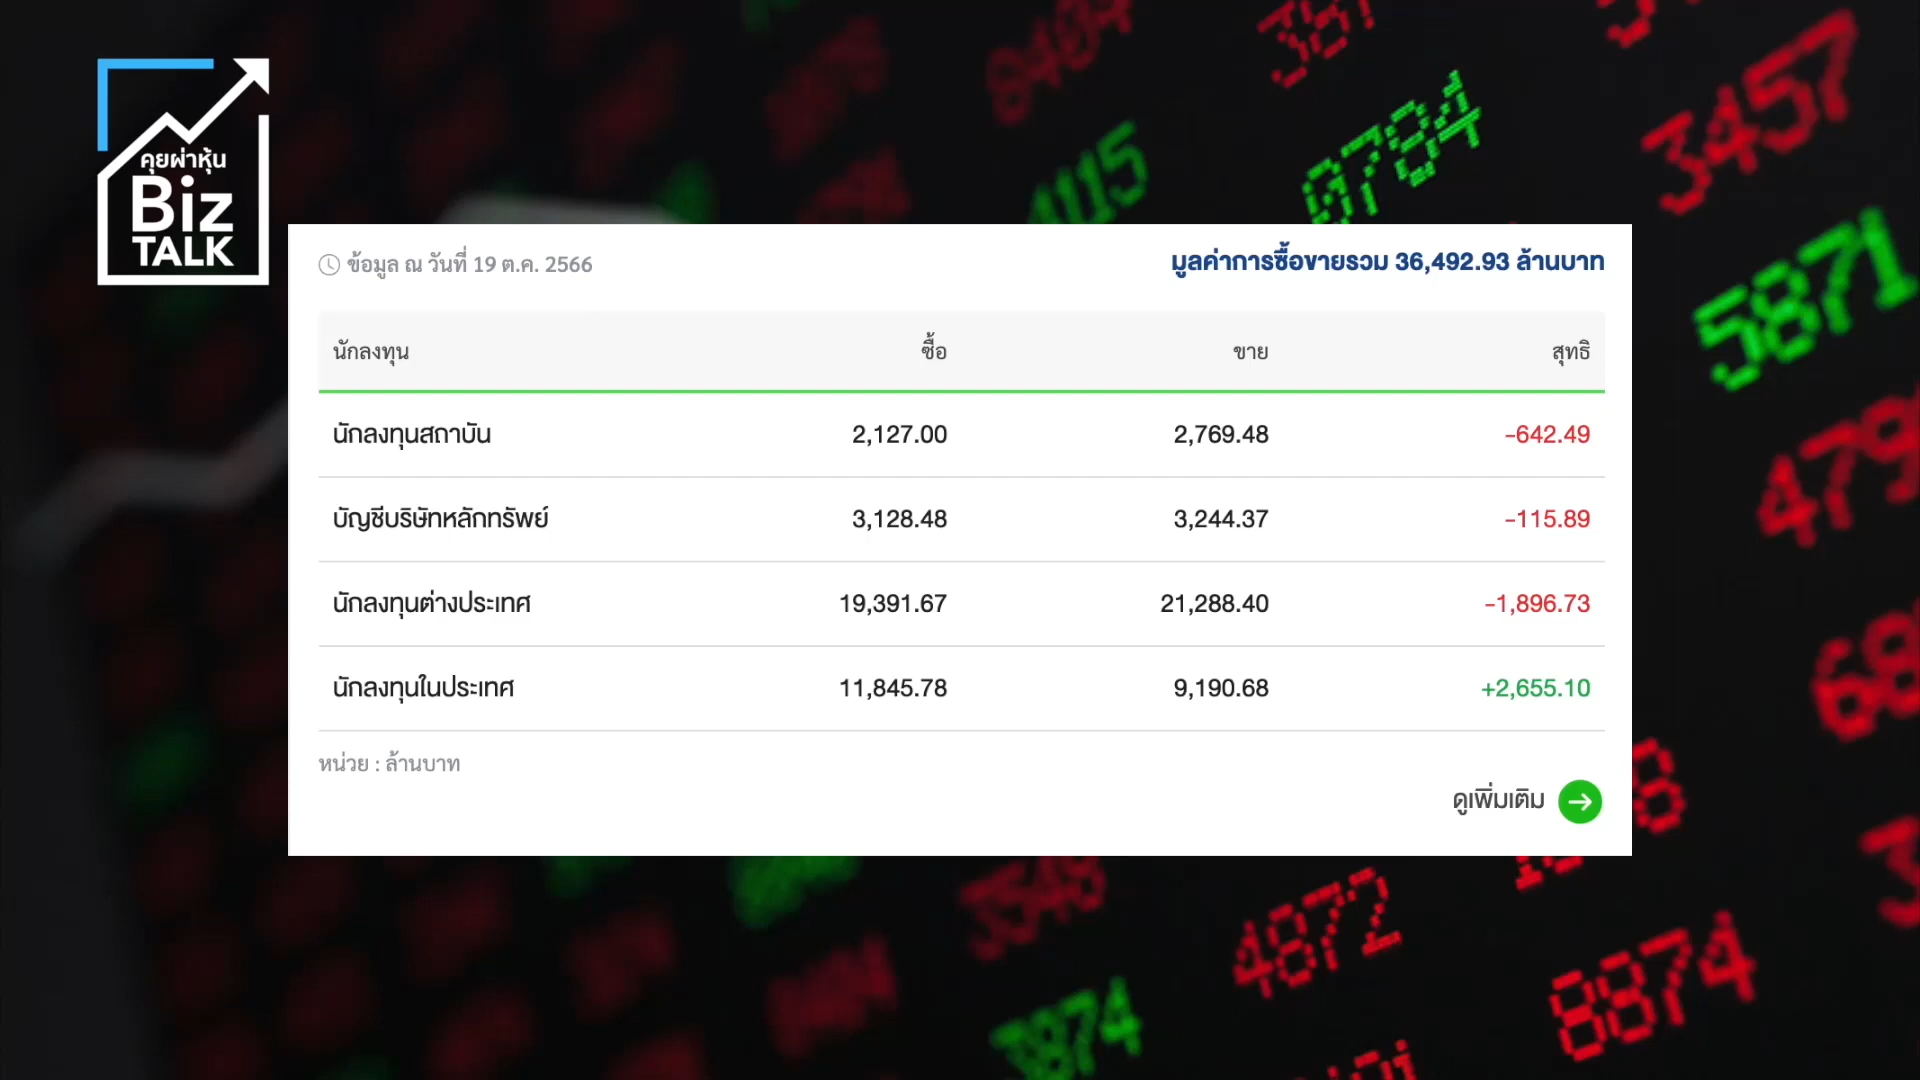 คุยผ่าหุ้น
Biz
TALK
ข้อมูล ณ วันที่ 19 ต.ค. 2566
มูลค่าการซื้อขายรวม 36,492.93 ล้านบาท
นักลงทุน ซื้อ ขาย สุทธิ
นักลงทุนสถาบัน 2,127.00 2,769.48 -642.49
บัญชีบริษัทหลักทรัพย์ 3,128.48 3,244.37 -115.89
นักลงทุนต่างประเทศ 19,391.67 21,288.40 -1,896.73
นักลงทุนในประเทศ 11,845.78 9,190.68 +2,655.10
หน่วย : ล้านบาท
ดูเพิ่มเติม
3457
0784
4115
5871
4872
8874
3874